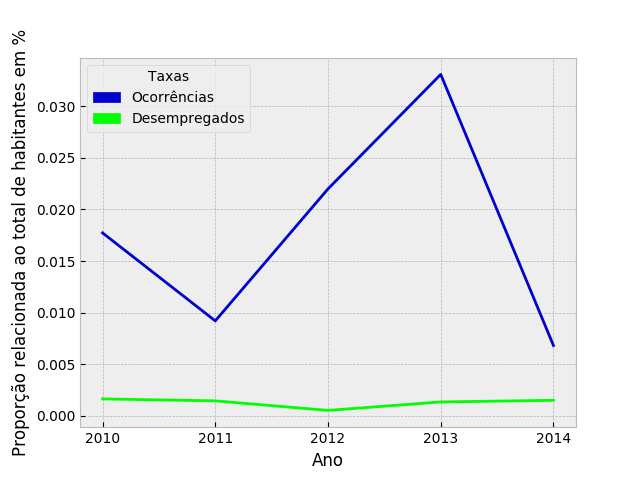 Proporção relacionada ao total de habitantes em %
Taxas
Ocorrências
Desempregados
0.030
0.025
0.020
0.015
0.010
0.005
0.000
2010 2011 2012 2013 2014
Ano